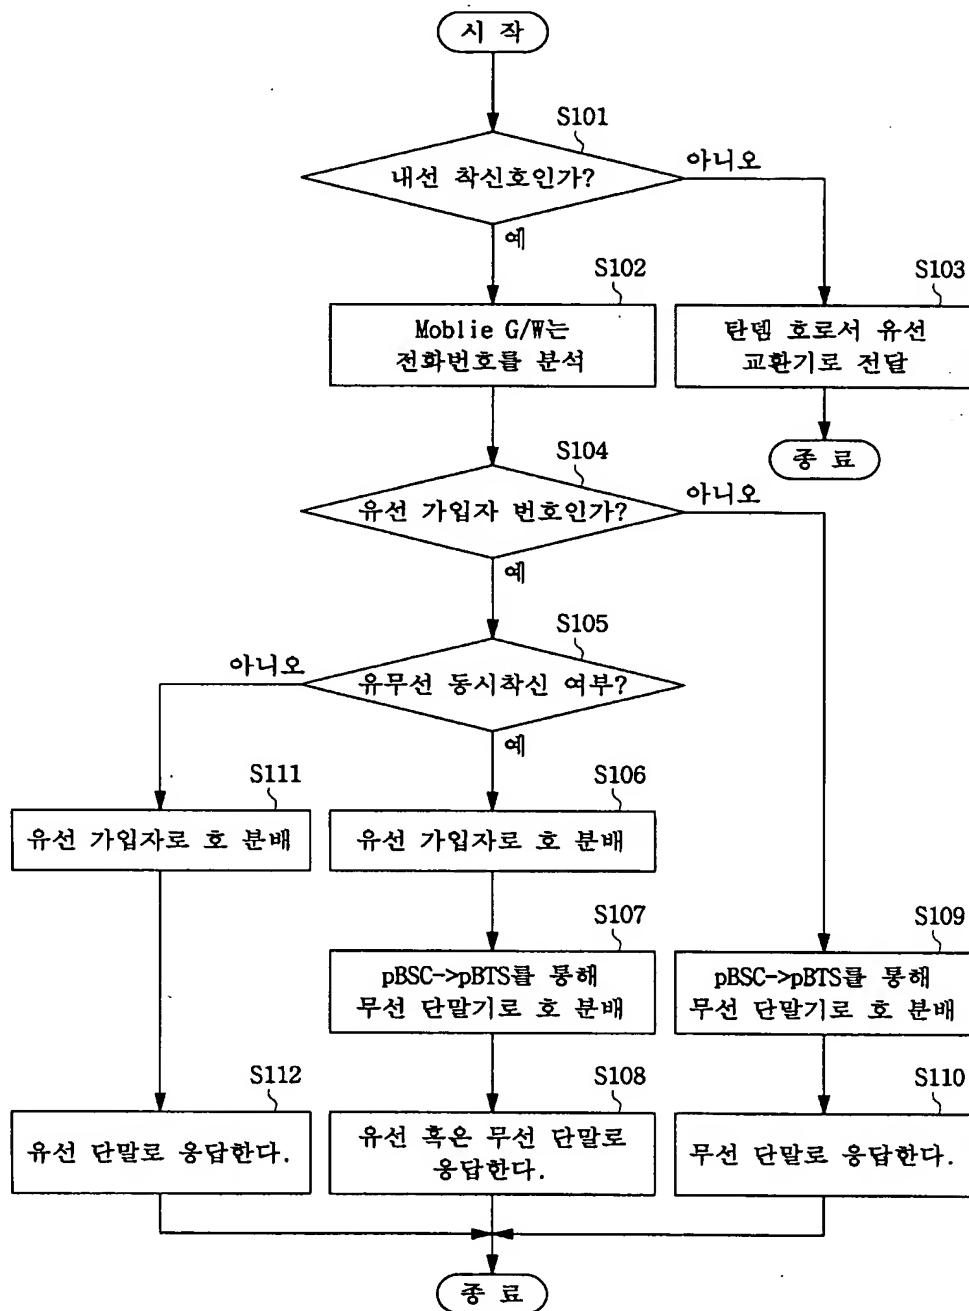 시 작
S101
내선 착신호인가?
아니오
예
S102
Moblie G/W는
전화번호를 분석
S103
탄뎀 호로서 유선
교환기로 전달
종 료
S104
유선 가입자 번호인가?
아니오
예
S105
유무선 동시착신 여부?
아니오
예
S111
유선 가입자로 호 분배
S106
유선 가입자로 호 분배
S107
pBSC->pBTS를 통해
무선 단말기로 호 분배
S109
pBSC->pBTS를 통해
무선 단말기로 호 분배
S112
유선 단말로 응답한다.
S108
유선 혹은 무선 단말로
응답한다.
S110
무선 단말로 응답한다.
종 료